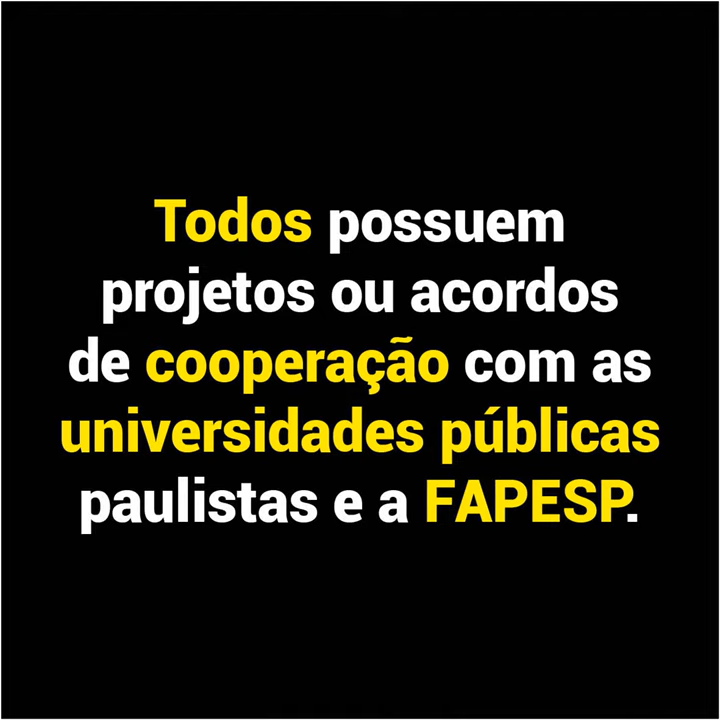 Todos possuem
projetos ou acordos
de cooperação com as
universidades públicas
paulistas e a FAPESP.